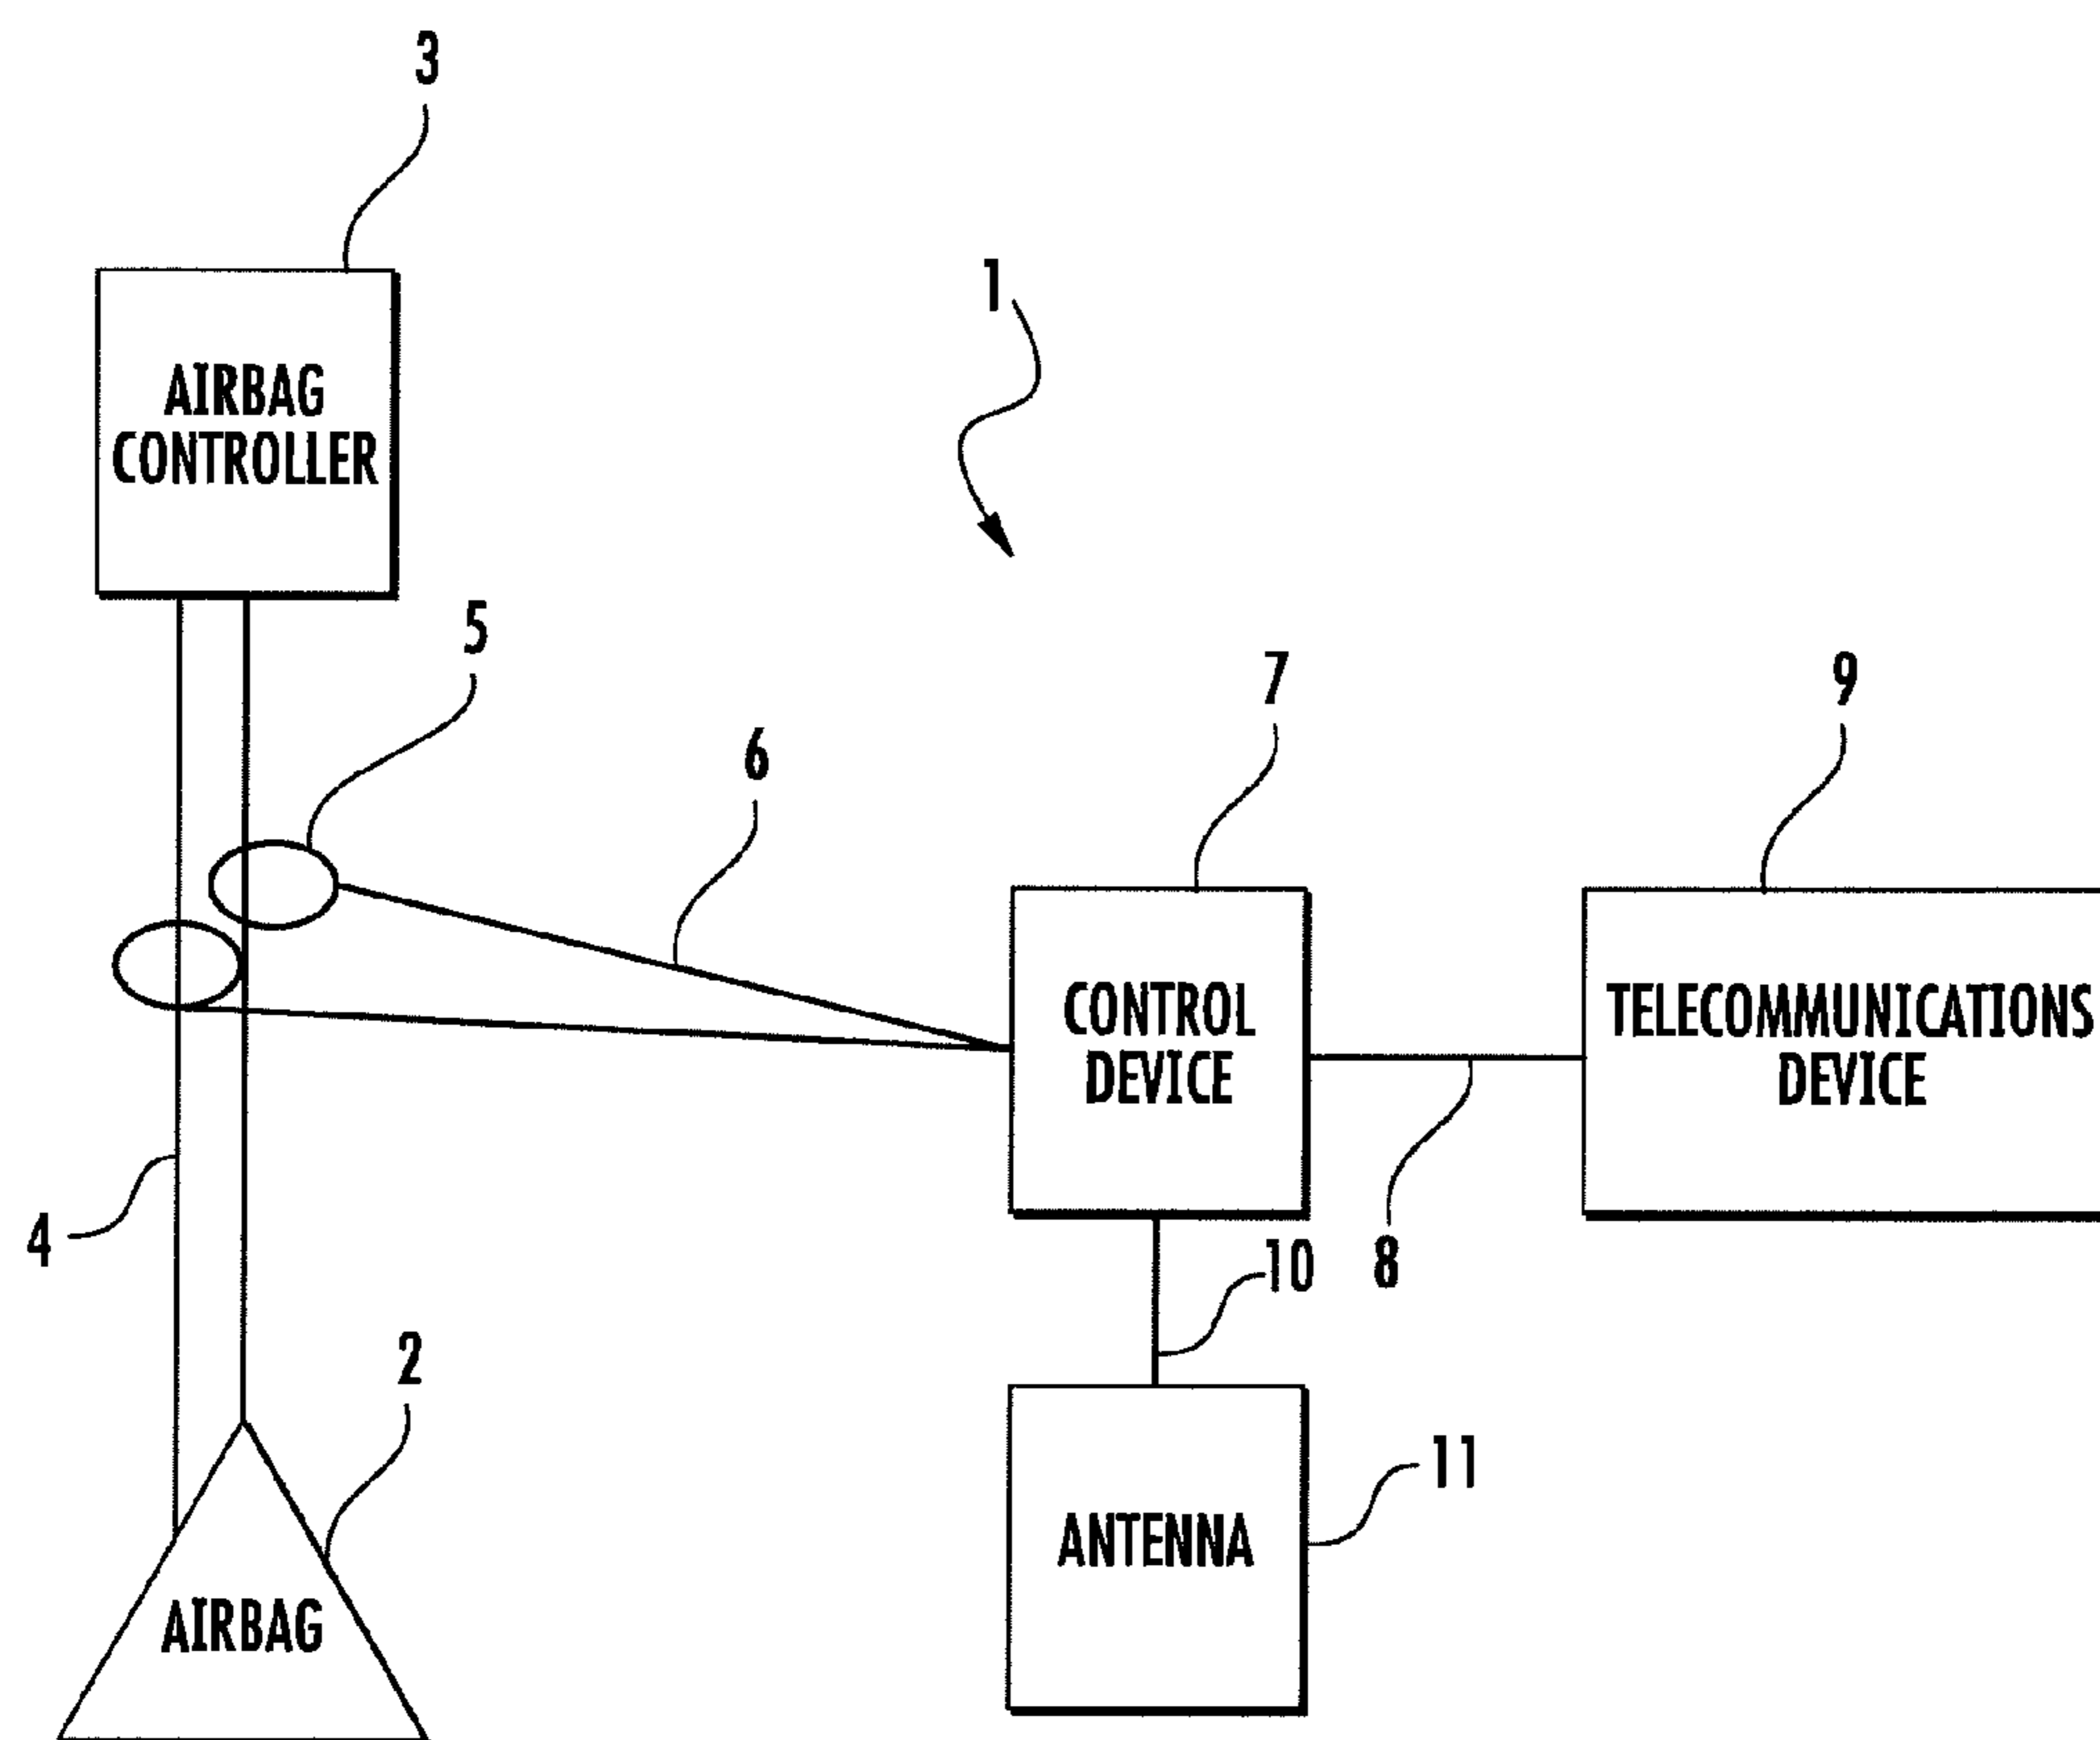 3
1
AIRBAG
CONTROLLER
5
6
7
9
CONTROL
DEVICE
TELECOMMUNICATIONS
DEVICE
4
10
8
2
11
ANTENNA
AIRBAG